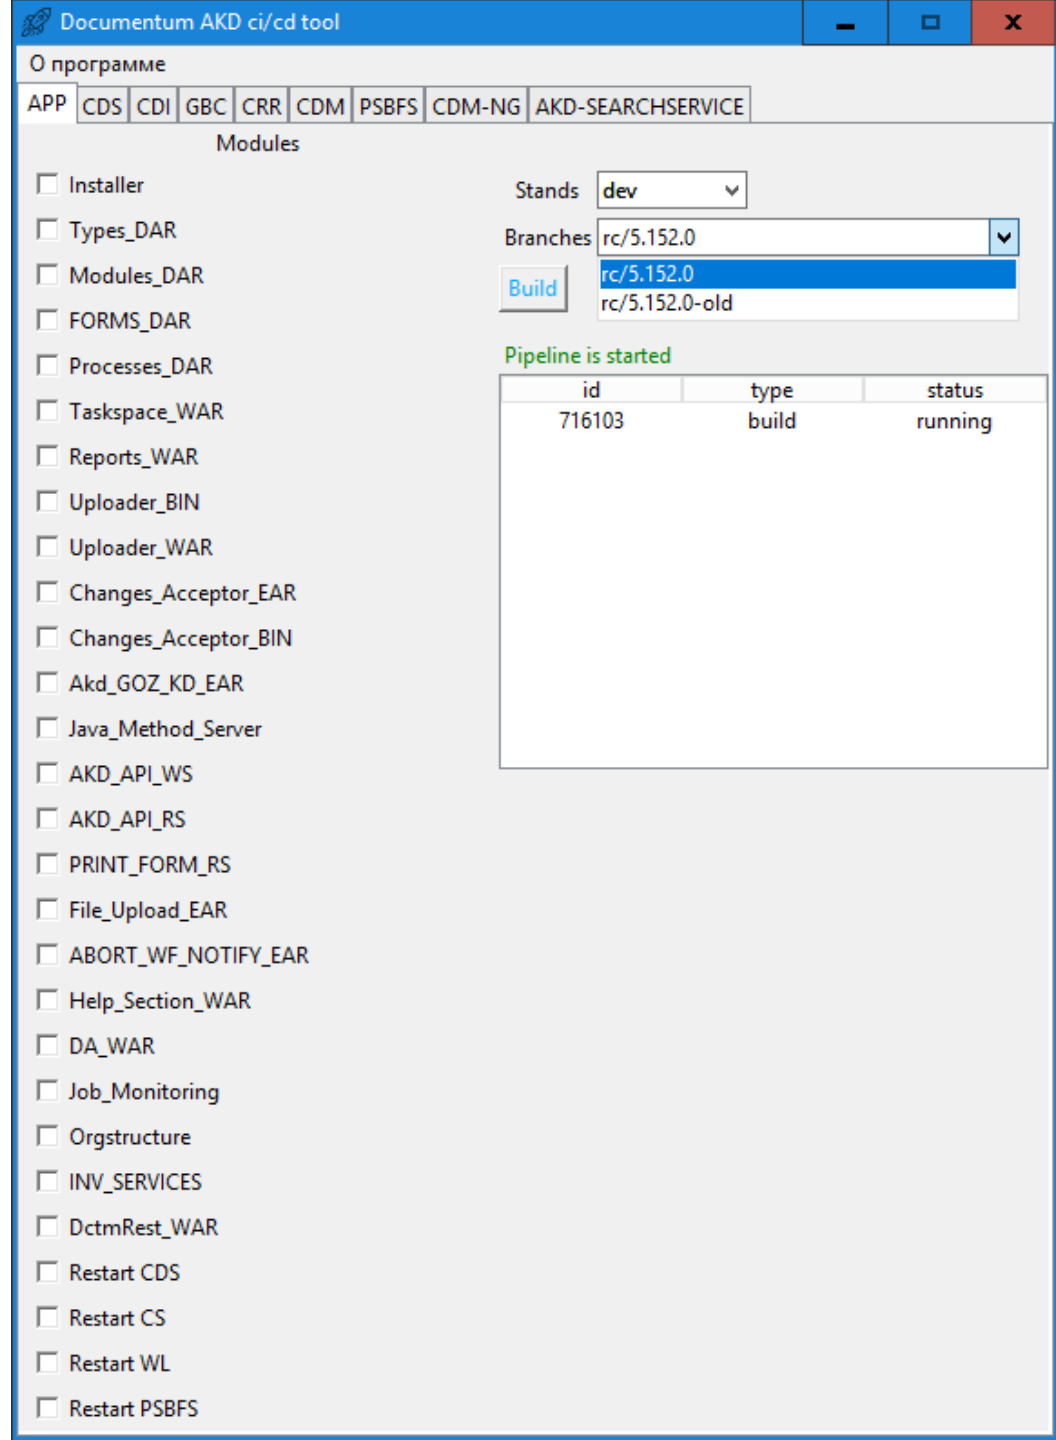 Documentum AKD ci/cd tool
О программе
APP CDS CDI GBC CRR CDM PSBFS CDM-NG AKD-SEARCHSERVICE
Modules
Installer
Types_DAR
Modules_DAR
FORMS_DAR
Processes_DAR
Taskspace_WAR
Reports_WAR
Uploader_BIN
Uploader_WAR
Changes_Acceptor_EAR
Changes_Acceptor_BIN
Akd_GOZ_KD_EAR
Java_Method_Server
AKD_API_WS
AKD_API_RS
PRINT_FORM_RS
File_Upload_EAR
ABORT_WF_NOTIFY_EAR
Help_Section_WAR
DA_WAR
Job_Monitoring
Orgstructure
INV_SERVICES
DctmRest_WAR
Restart CDS
Restart CS
Restart WL
Restart PSBFS
Stands dev
Branches rc/5.152.0
rc/5.152.0
rc/5.152.0-old
Build
Pipeline is started
id type status
716103 build running